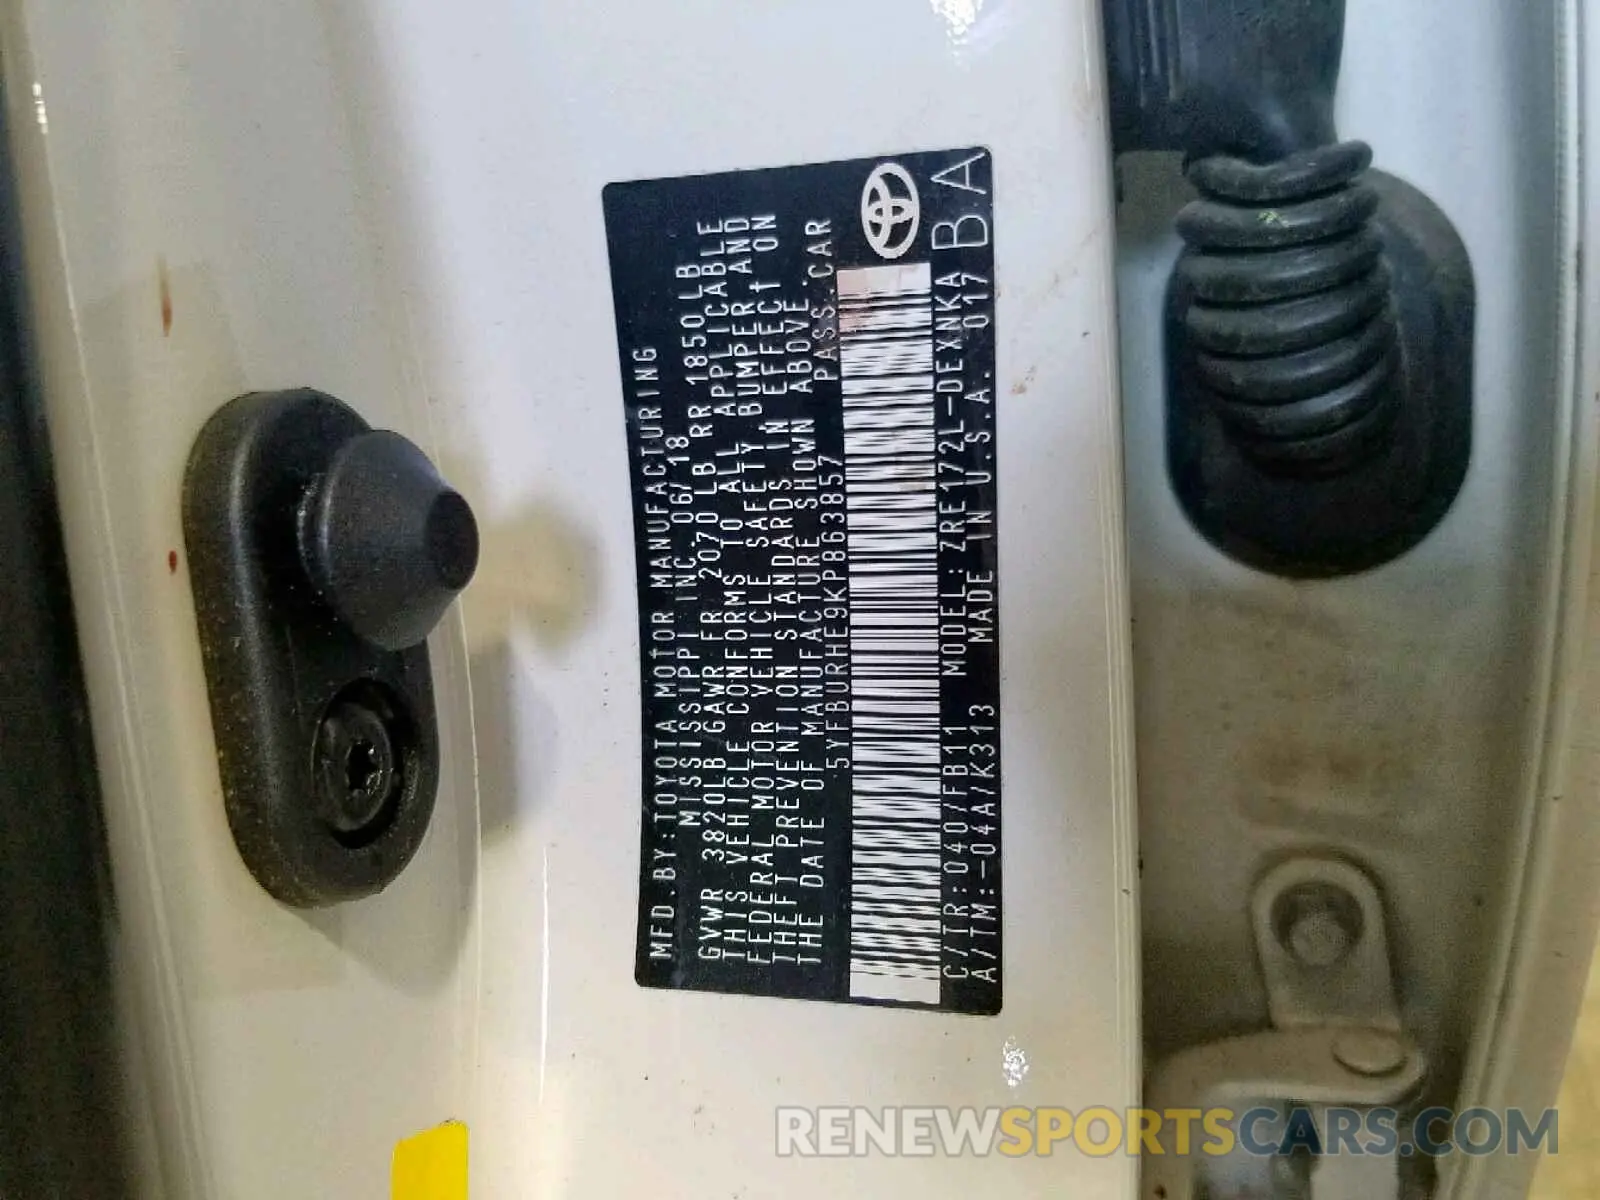 MFD.BY:TOYOTA MOTOR MANUFACTURING
MISSISSIPPI INC. 06/18
GVWR 3820LB GAWR FR 2070 LB RR 1850LB
THIS VEHICLE CONFORMS TO ALL APPLICABLE
FEDERAL MOTOR VEHICLE SAFETY BUMPER, AND
THEFT PREVENTION STANDARDS IN EFFECT ON
THE DATE OF MANUFACTURE SHOWN ABOVE.
5YFBURHE9KP863857 PASS.CAR
C/TR:040/FB11 MODEL:ZRE172L-DEXNKA B A
A/TM:-04A/K313 MADE IN U.S.A. 017 B
RENEWSPORTSCARS.COM